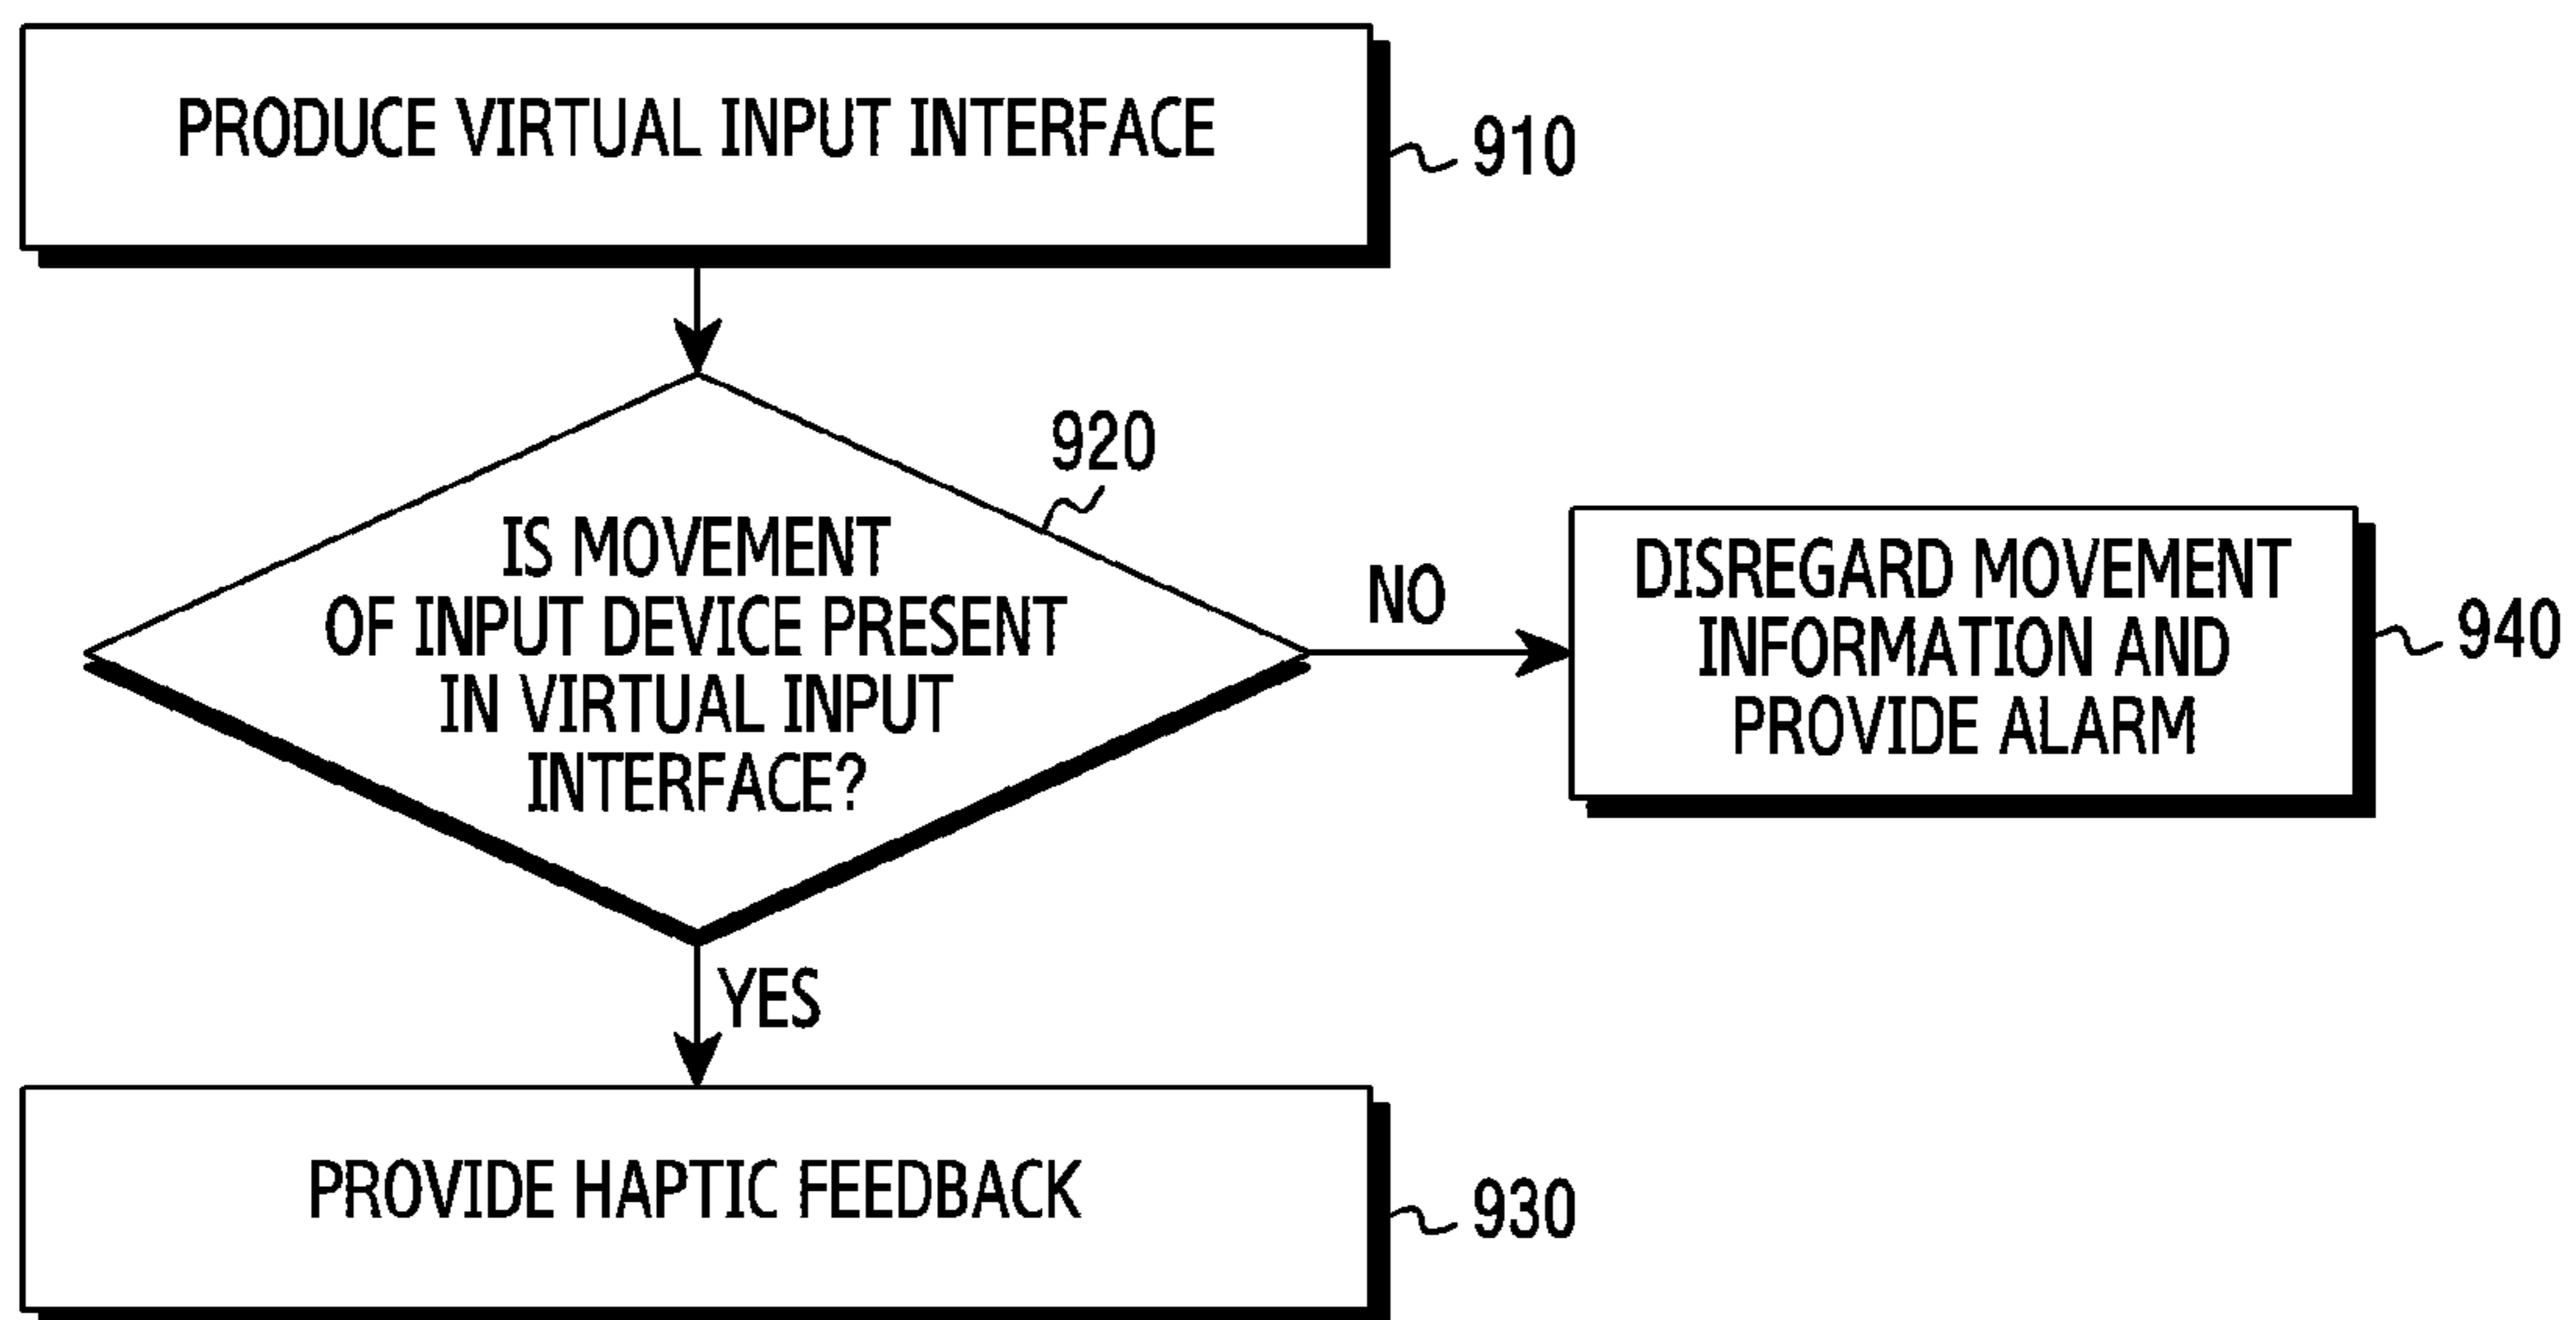 PRODUCE VIRTUAL INPUT INTERFACE
910
920
IS MOVEMENT
OF INPUT DEVICE PRESENT
IN VIRTUAL INPUT
INTERFACE?
NO
DISREGARD MOVEMENT
INFORMATION AND
PROVIDE ALARM
940
YES
PROVIDE HAPTIC FEEDBACK
930